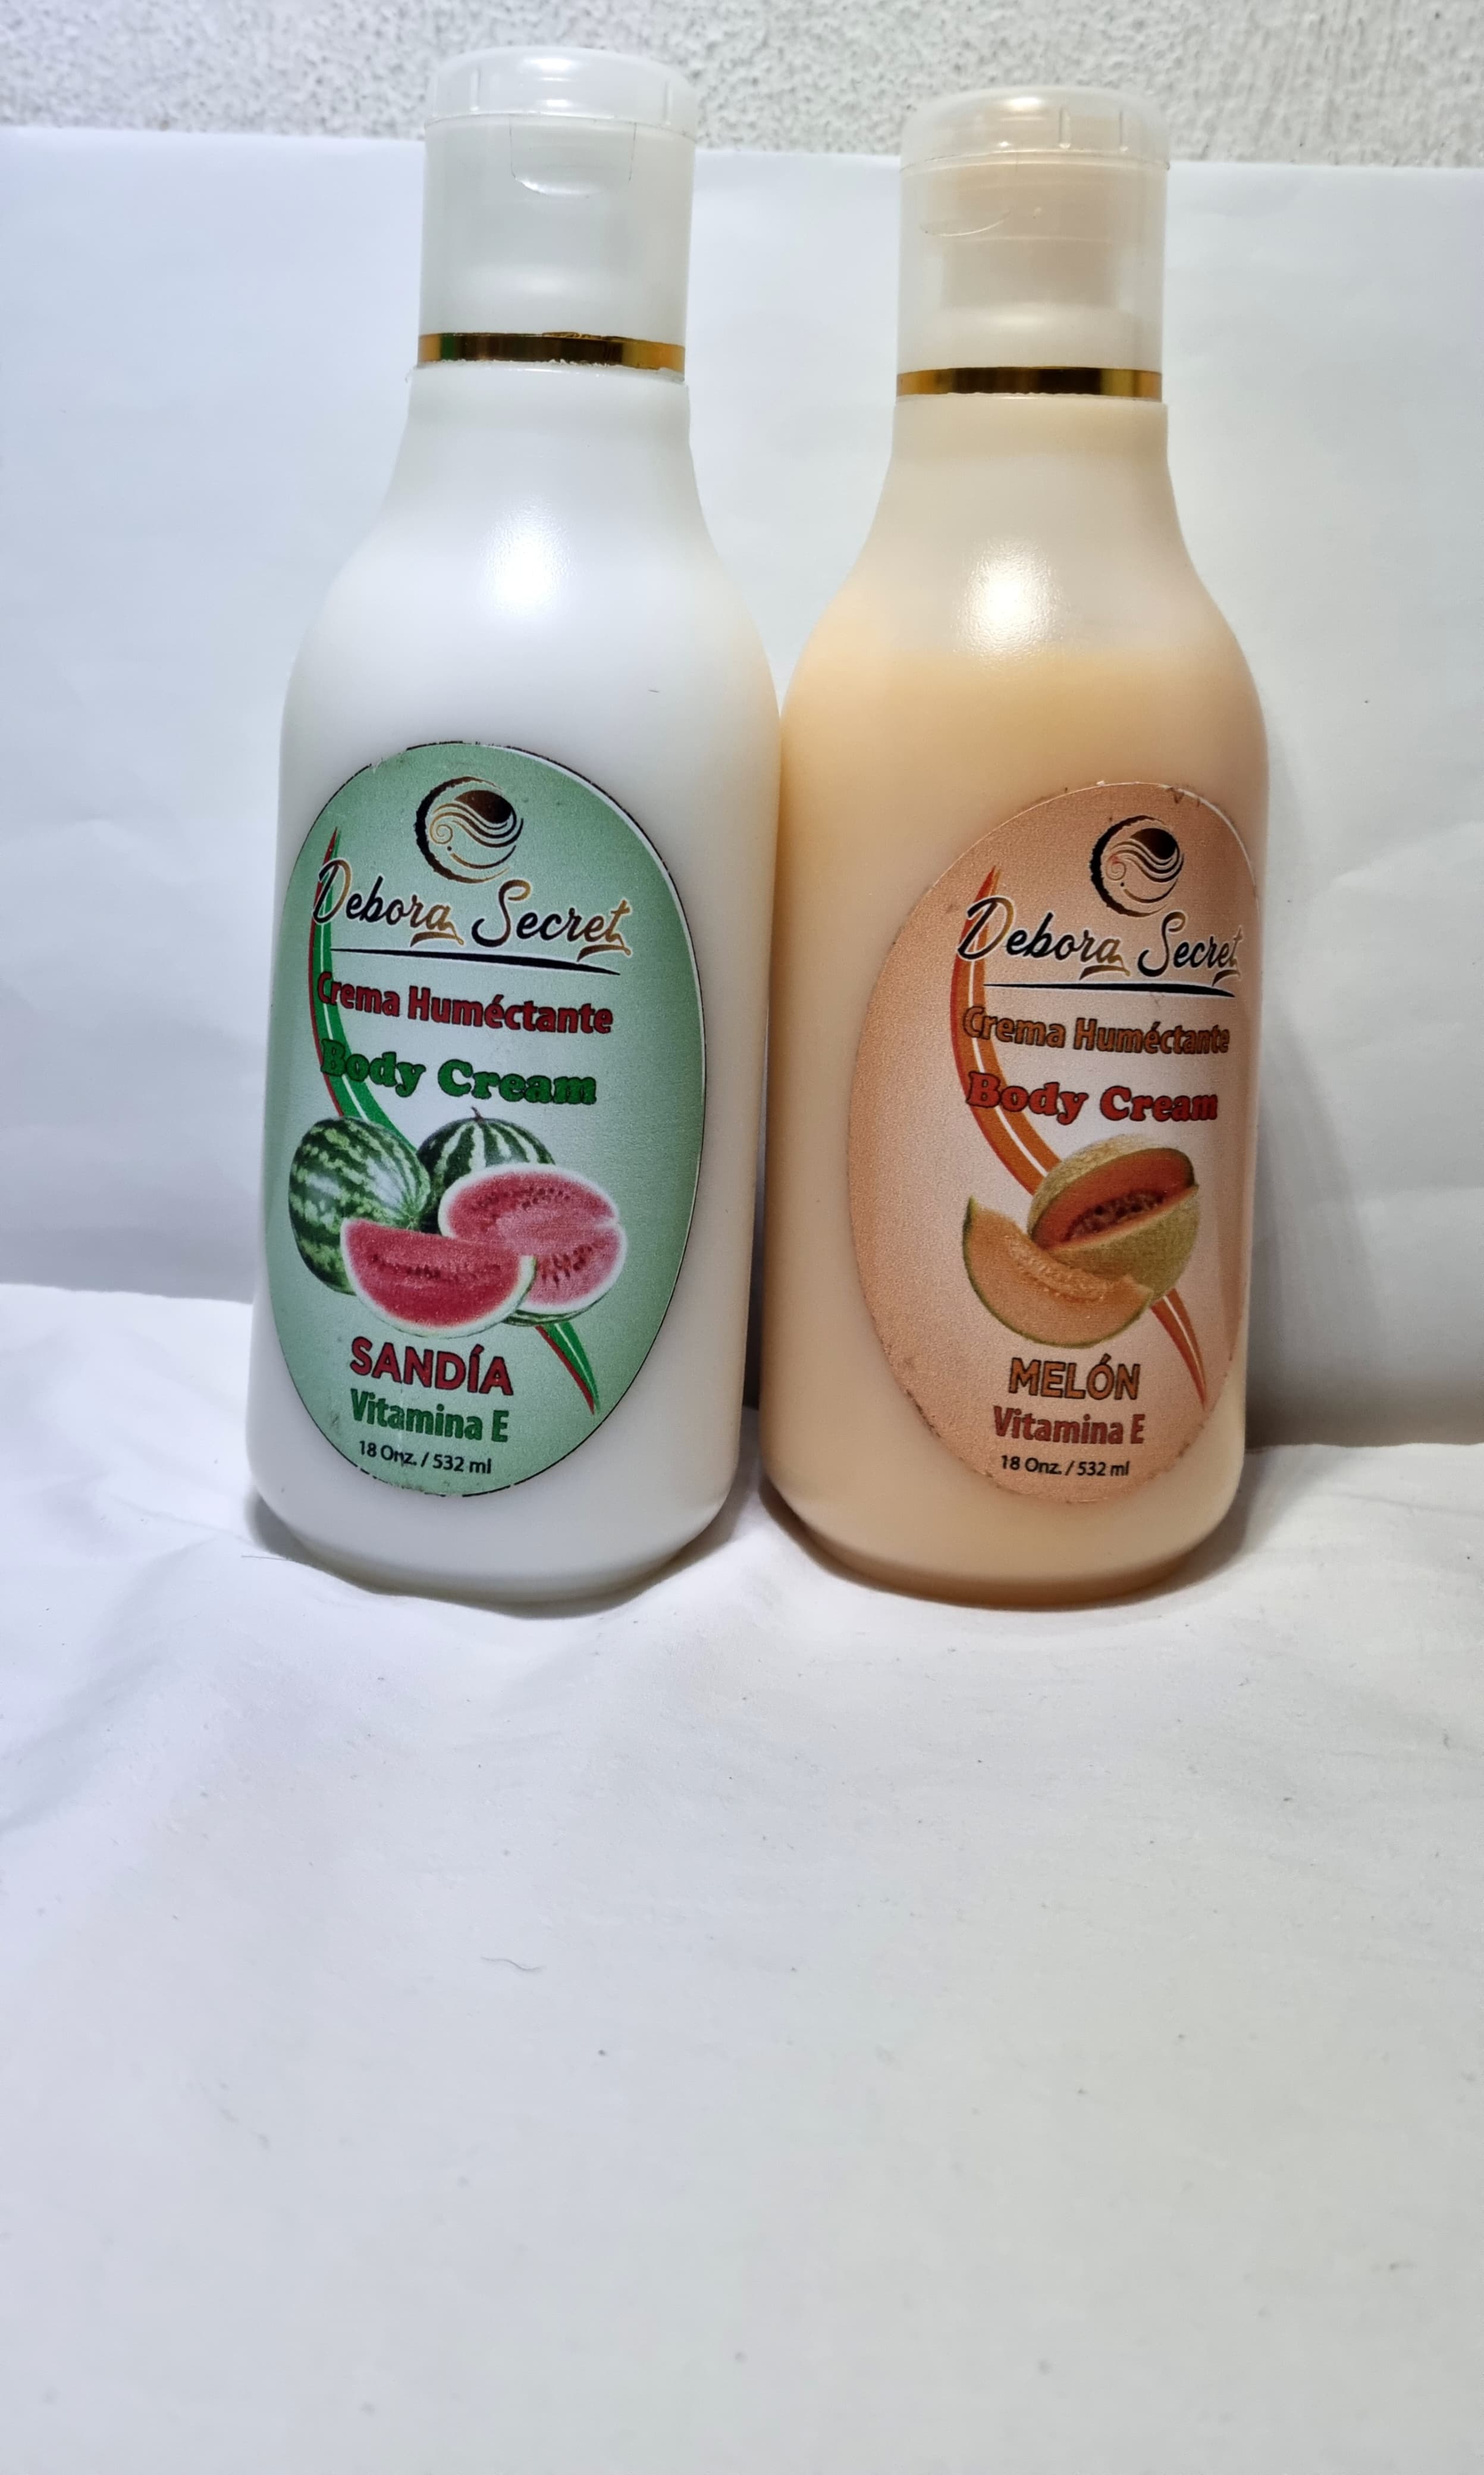 Debora Secret
Crema Huméctante
Body Cream
SANDÍA
Vitamina E
18 Onz. / 532 ml
Debora Secret
Crema Huméctante
Body Cream
MELÓN
Vitamina E
18 Onz. / 532 ml